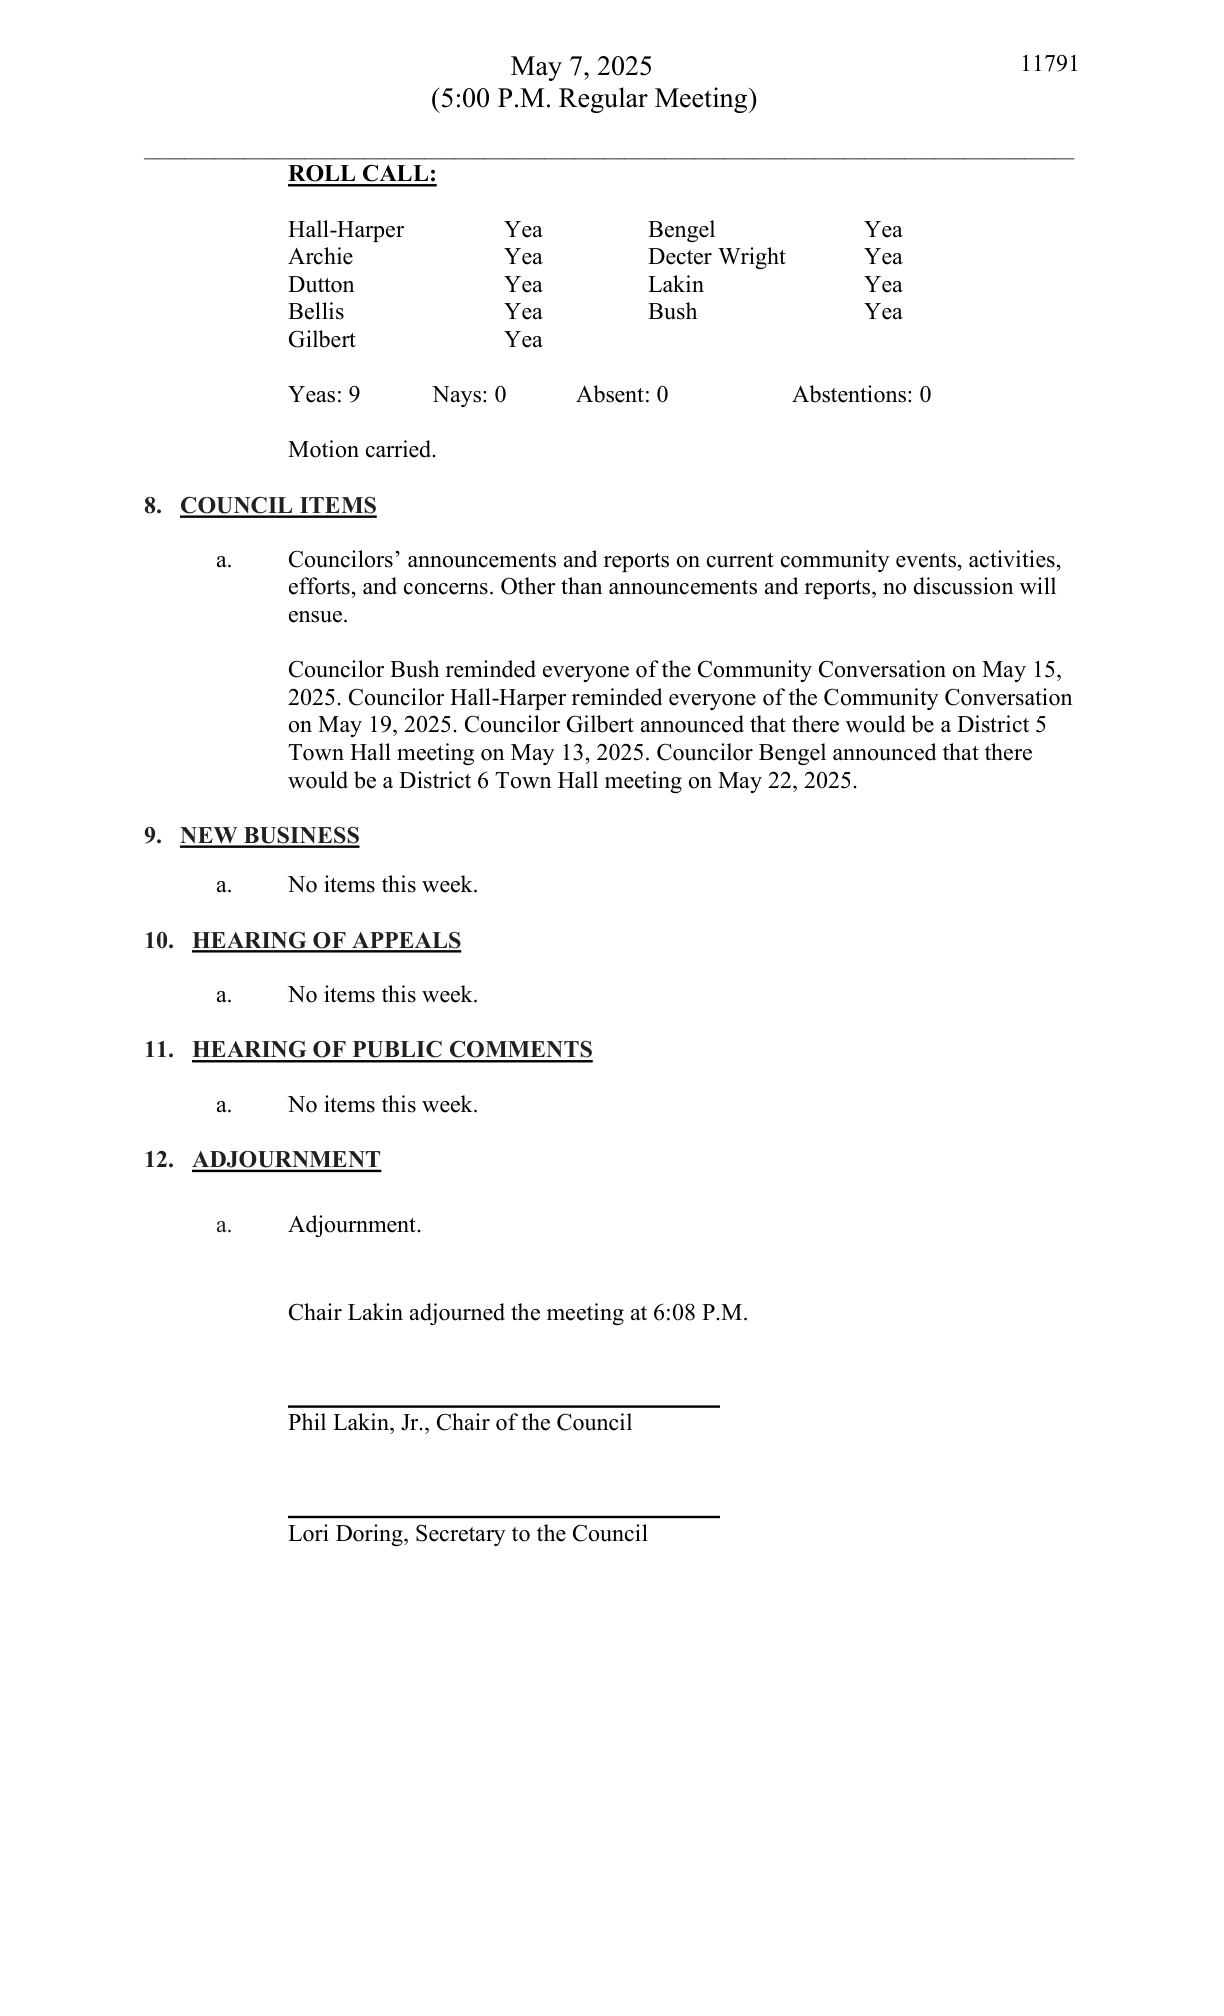 May 7, 2025 11791
(5:00 P.M. Regular Meeting)
ROLL CALL:
Hall-Harper Yea Bengel Yea
Archie Yea Decter Wright Yea
Dutton Yea Lakin Yea
Bellis Yea Bush Yea
Gilbert Yea
Yeas: 9 Nays: 0 Absent: 0 Abstentions: 0
Motion carried.
8. COUNCIL ITEMS
a. Councilors’ announcements and reports on current community events, activities,
efforts, and concerns. Other than announcements and reports, no discussion will
ensue.
Councilor Bush reminded everyone of the Community Conversation on May 15,
2025. Councilor Hall-Harper reminded everyone of the Community Conversation
on May 19, 2025. Councilor Gilbert announced that there would be a District 5
Town Hall meeting on May 13, 2025. Councilor Bengel announced that there
would be a District 6 Town Hall meeting on May 22, 2025.
9. NEW BUSINESS
a. No items this week.
10. HEARING OF APPEALS
a. No items this week.
11. HEARING OF PUBLIC COMMENTS
a. No items this week.
12. ADJOURNMENT
a. Adjournment.
Chair Lakin adjourned the meeting at 6:08 P.M.
Phil Lakin, Jr., Chair of the Council
Lori Doring, Secretary to the Council